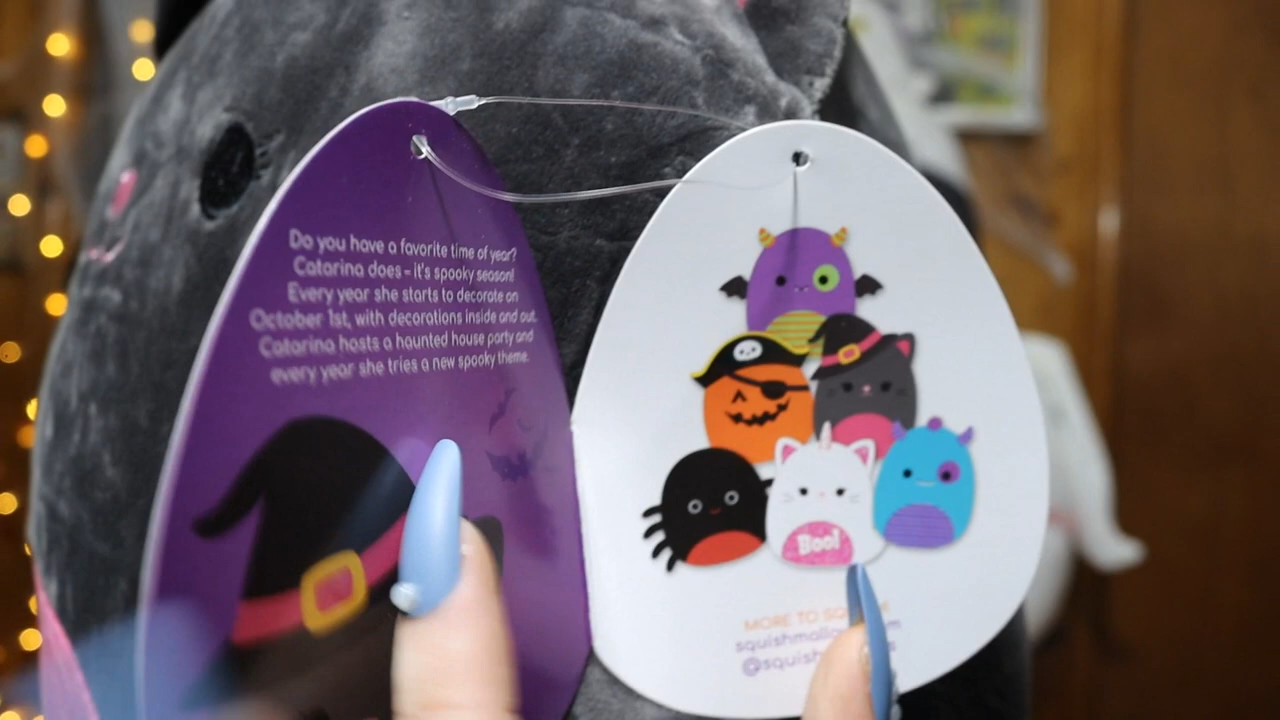 Do you have a favorite time of year?
Catarina does - it's spooky season!
Every year she starts to decorate on
October 1st, with decorations inside and out.
Catarina hosts a haunted house party and
every year she tries a new spooky theme.
Boo!
MORE TO